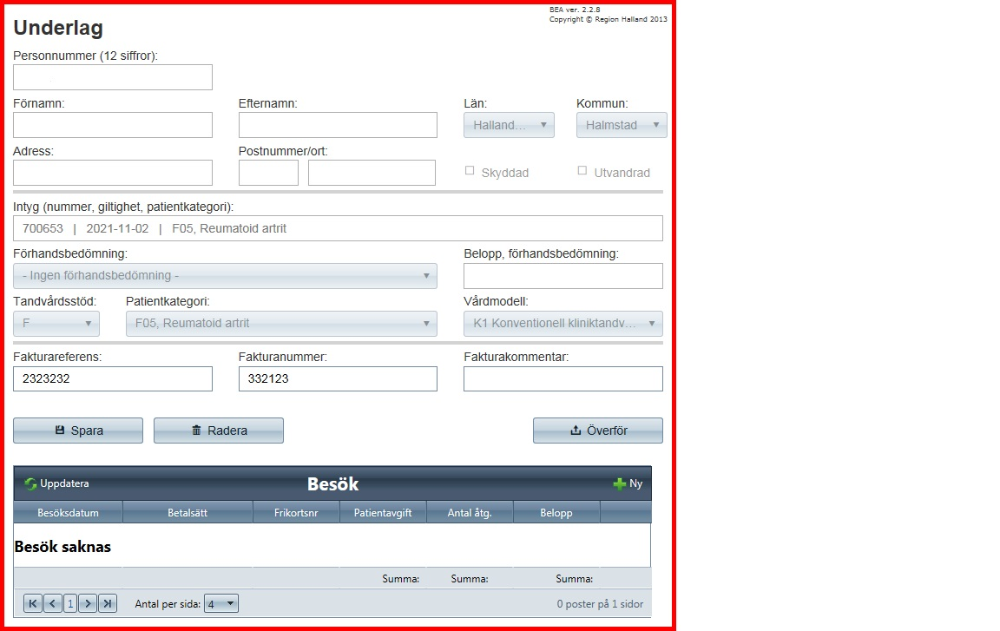 BEA ver. 2.2.8
Copyright © Region Halland 2013
Underlag
Personnummer (12 siffror):
Förnamn: Efternamn: Län: Kommun:
Halland... Halmstad
Adress: Postnummer/ort:
Skyddad Utvandrad
Intyg (nummer, giltighet, patientkategori):
700653 | 2021-11-02 | F05, Reumatoid artrit
Förhandsbedömning: Belopp, förhandsbedömning:
- Ingen förhandsbedömning -
Tandvårdsstöd: Patientkategori: Vårdmodell:
F F05, Reumatoid artrit K1 Konventionell kliniktandv...
Fakturareferens: Fakturanummer: Fakturakommentar:
2323232 332123
Spara Radera Överför
Uppdatera Besök Ny
Besöksdatum Betalsätt Frikortsnr Patientavgift Antal åtg. Belopp
Besök saknas
Summa: Summa: Summa:
1 Antal per sida: 4 0 poster på 1 sidor